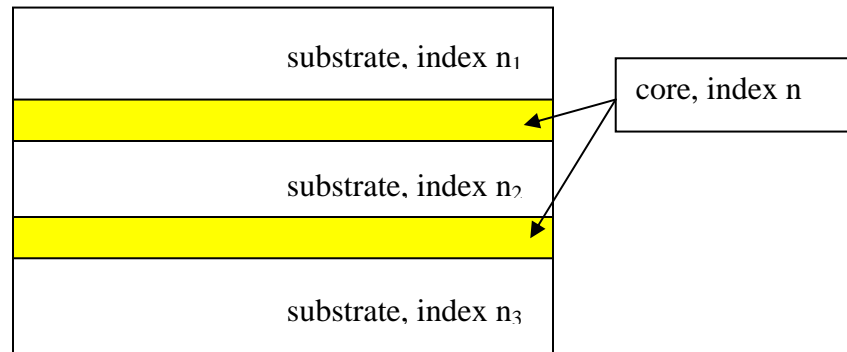 substrate, index n₁
core, index n
substrate, index n₂
substrate, index n₃